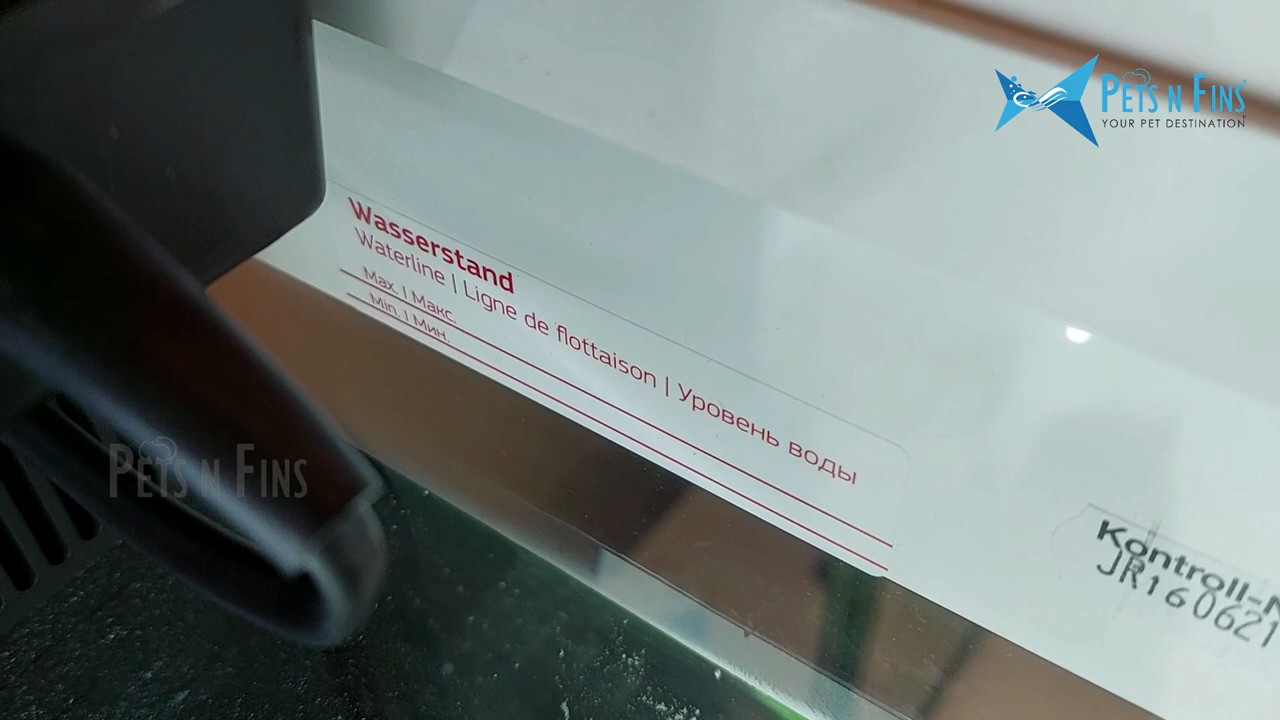 PETS N FINS
YOUR PET DESTINATION
Wasserstand
Waterline | Ligne de flottaison | Уровень воды
Max. | Макс.
Min. | Мин.
PETS N FINS
Kontroll-N
JR160621